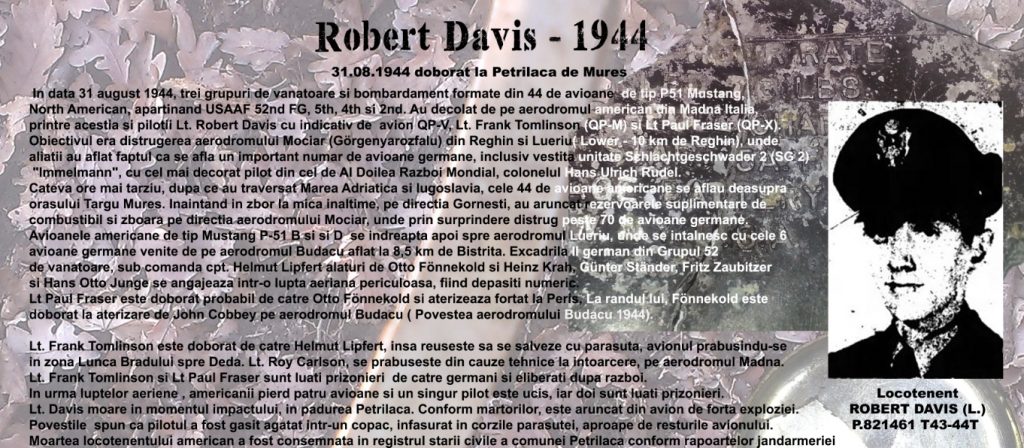 Robert Davis - 1944
31.08.1944 doborat la Petrilaca de Mures
In data 31 august 1944, trei grupuri de vanatoare si bombardament formate din 44 de avioane de tip P51 Mustang,
North American, apartinand USAAF 52nd FG, 5th, 4th si 2nd. Au decolat de pe aerodromul american din Madna Italia,
printre acestia si pilotii Lt. Robert Davis cu indicativ de avion QP-V, Lt. Frank Tomlinson (QP-M) si Lt Paul Fraser (QP-X).
Obiectivul era distrugerea aerodromului Mociar (Görgenyarozfalu) din Reghin si Lueriu ( Lower - 10 km de Reghin), unde
aliatii au aflat faptul ca se afla un important numar de avioane germane, inclusiv vestita unitate Schlachtgeschwader 2 (SG 2)
"Immelmann", cu cel mai decorat pilot din cel de Al Doilea Razboi Mondial, colonelul Hans Ulrich Rudel.
Cateva ore mai tarziu, dupa ce au traversat Marea Adriatica si Iugoslavia, cele 44 de avioane americane se aflau deasupra
orasului Targu Mures. Inaintand in zbor la mica inaltime, pe directia Gornesti, au aruncat rezervoarele suplimentare de
combustibil si zboara pe directia aerodromului Mociar, unde prin surprindere distrug peste 70 de avioane germane.
Avioanele americane de tip Mustang P-51 B si si D se indreapta apoi spre aerodromul Lueriu, unde se intalnesc cu cele 6
avioane germane venite de pe aerodromul Budacu aflat la 8,5 km de Bistrita. Excadrila II german din Grupul 52
de vanatoare, sub comanda cpt. Helmut Lipfert alaturi de Otto Fönnekold si Heinz Krah, Günter Ständer, Fritz Zaubitzer
si Hans Otto Junge se angajeaza intr-o lupta aeriana periculoasa, fiind depasiti numeric.
Lt Paul Fraser este doborat probabil de catre Otto Fönnekold si aterizeaza fortat la Peris. La randul lui, Fönnekold este
doborat la aterizare de John Cobbey pe aerodromul Budacu ( Povestea aerodromului Budacu 1944).
Lt. Frank Tomlinson este doborat de catre Helmut Lipfert, insa reuseste sa se salveze cu parasuta, avionul prabusindu-se
in zona Lunca Bradului spre Deda. Lt. Roy Carlson, se prabuseste din cauze tehnice la intoarcere, pe aerodromul Madna.
Lt. Frank Tomlinson si Lt Paul Fraser sunt luati prizonieri de catre germani si eliberati dupa razboi.
In urma luptelor aeriene , americanii pierd patru avioane si un singur pilot este ucis, iar doi sunt luati prizonieri.
Lt. Davis moare in momentul impactului, in padurea Petrilaca. Conform martorilor, este aruncat din avion de forta exploziei.
Povestile spun ca pilotul a fost gasit agatat intr-un copac, infasurat in corzile parasutei, aproape de resturile avionului.
Moartea locotenentului american a fost consemnata in registrul starii civile a comunei Petrilaca conform rapoartelor jandarmeriei
Locotenent
ROBERT DAVIS (L.)
P.821461 T43-44T